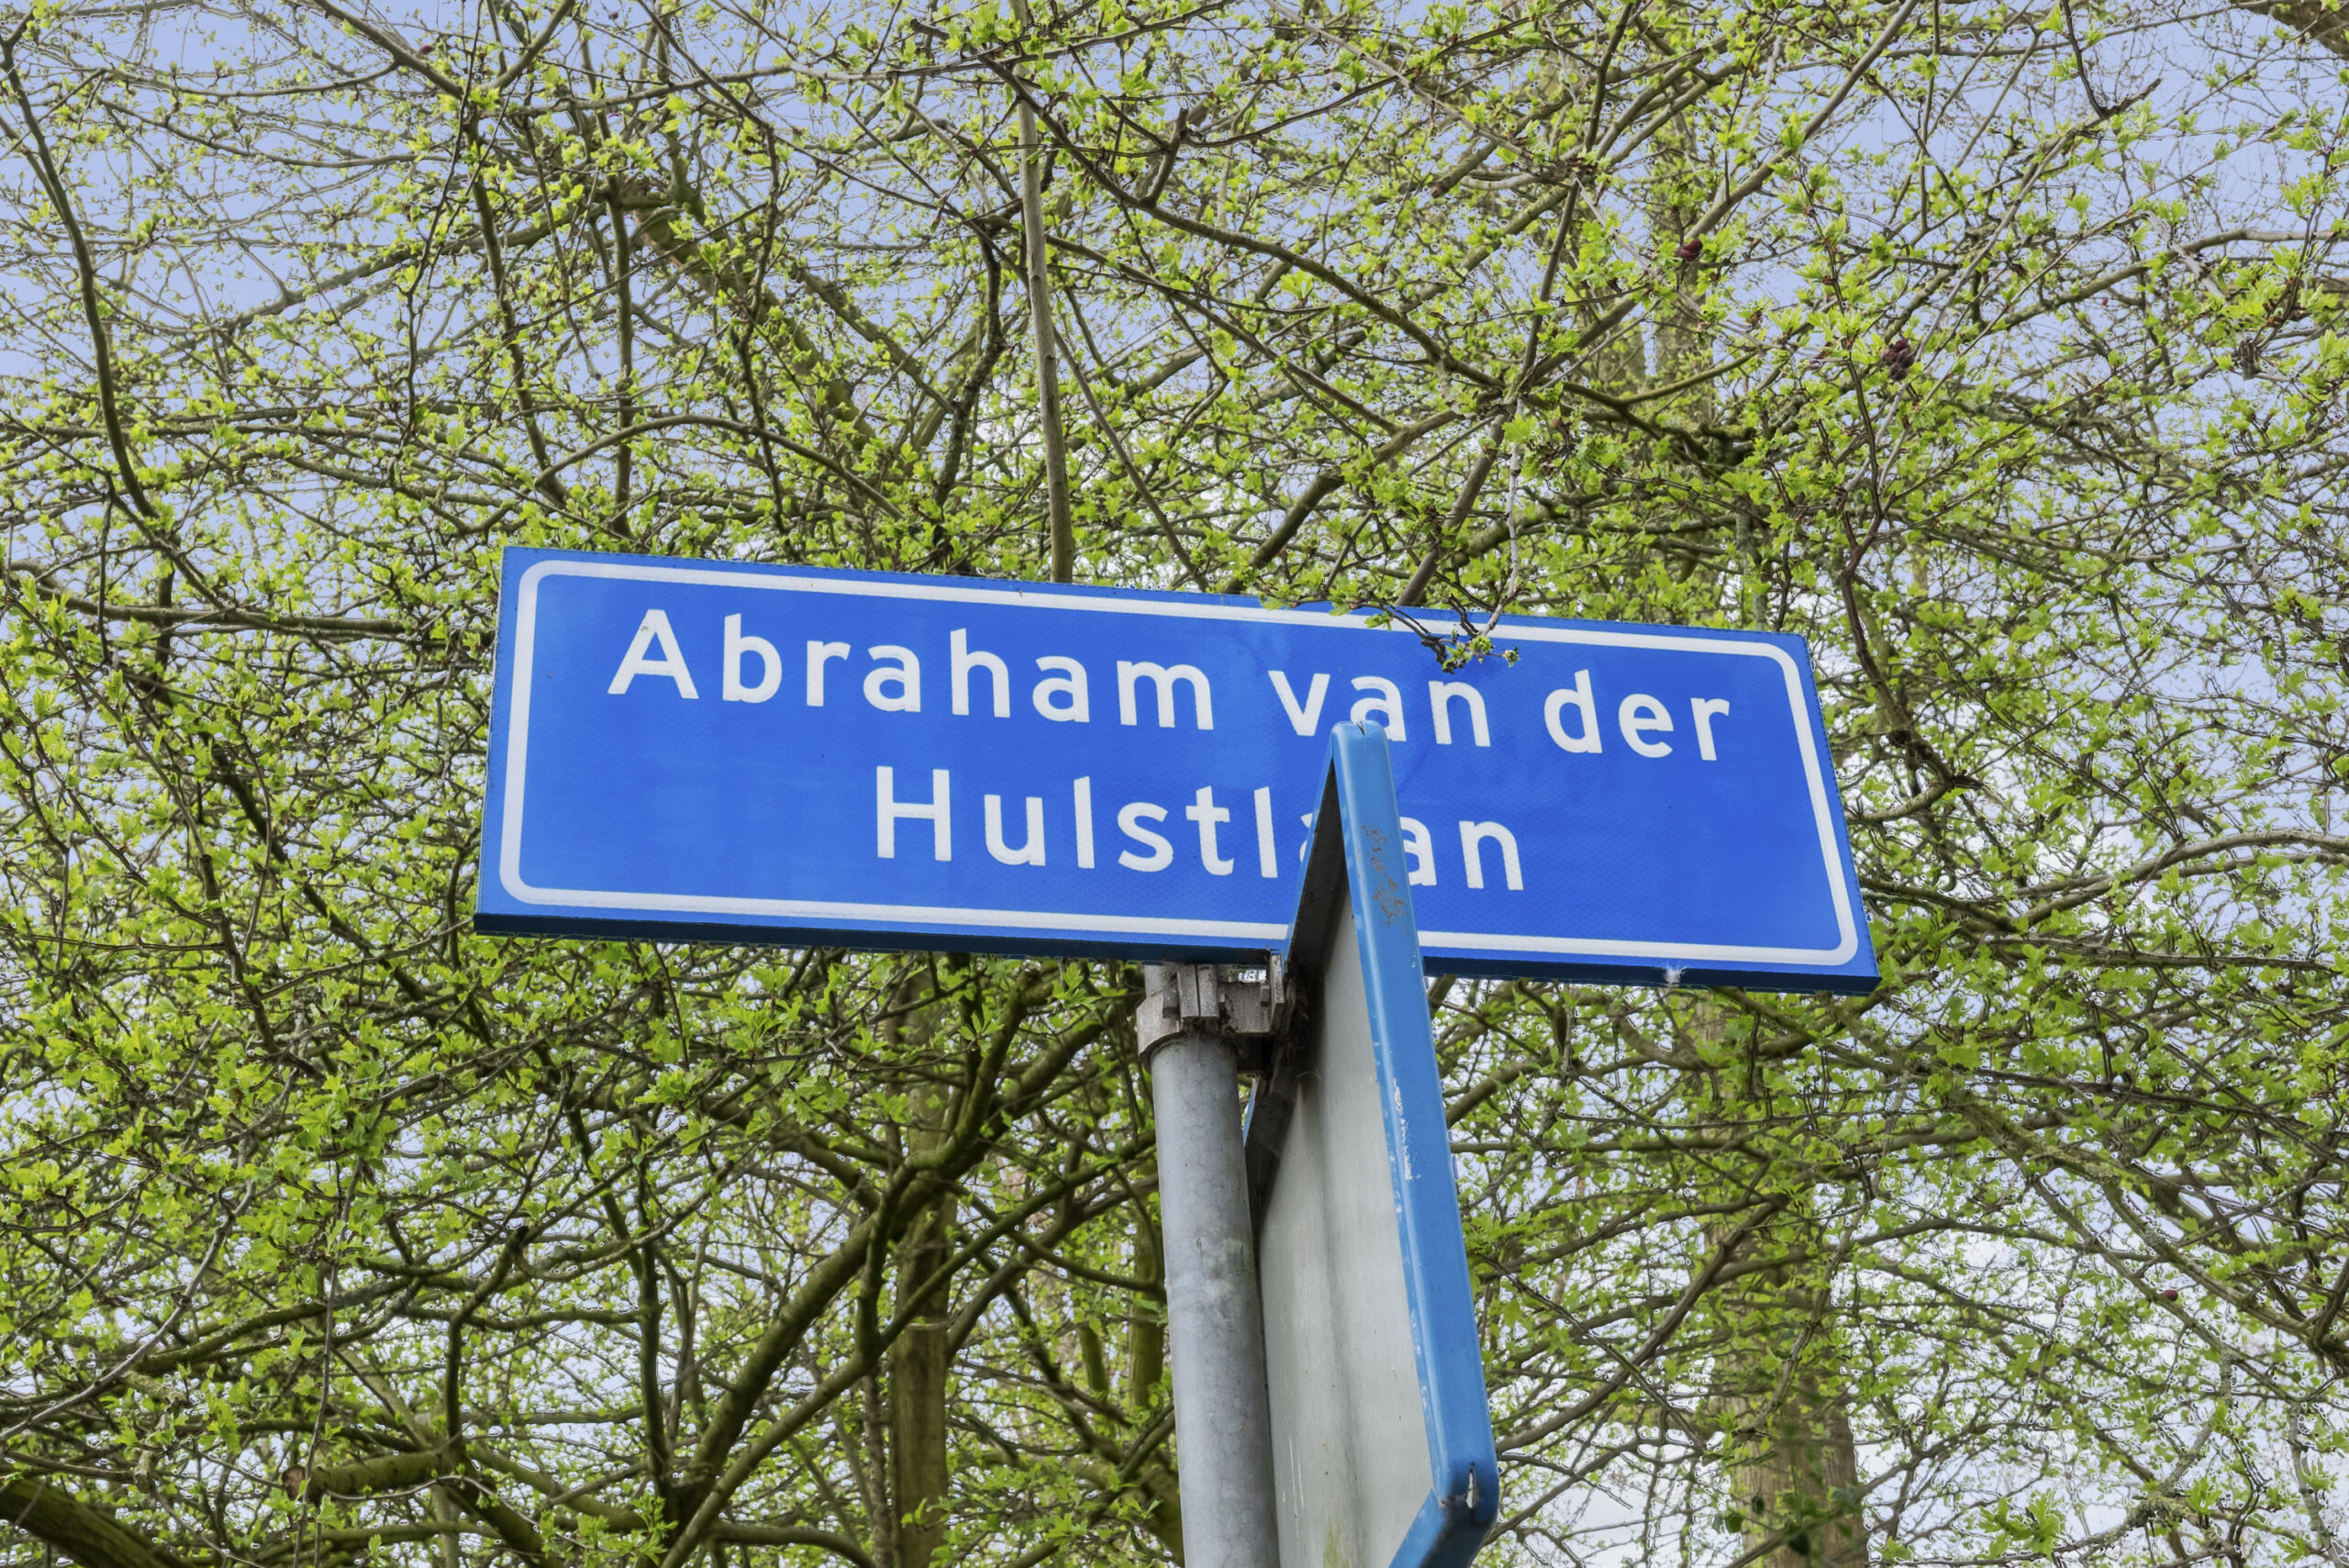 Abraham van der
Hulstlaan